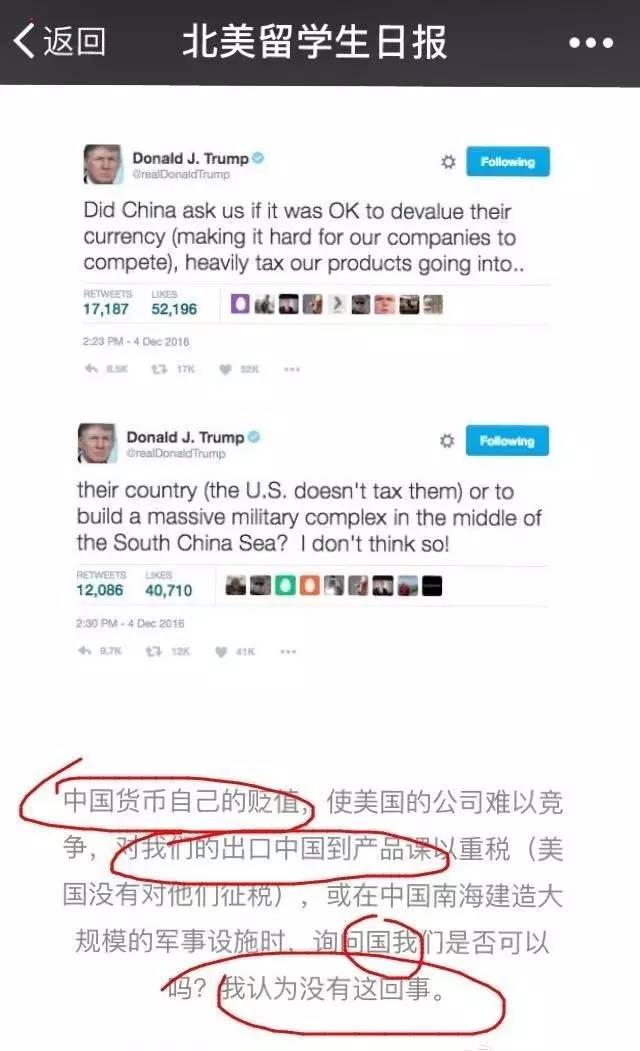 返回
北美留学生日报
Donald J. Trump
@realDonaldTrump
Following
Did China ask us if it was OK to devalue their
currency (making it hard for our companies to
compete), heavily tax our products going into..
RETWEETS LIKES
17,187 52,196
2:23 PM - 4 Dec 2016
8.5K 17K 52K
Donald J. Trump
@realDonaldTrump
Following
their country (the U.S. doesn't tax them) or to
build a massive military complex in the middle of
the South China Sea? I don't think so!
RETWEETS LIKES
12,086 40,710
2:30 PM - 4 Dec 2016
9.7K 12K 41K
中国货币自己的贬值，使美国的公司难以竞
争，对我们的出口中国到产品课以重税（美
国没有对他们征税），或在中国南海建造大
规模的军事设施时，询问国我们是否可以
吗？我认为没有这回事。